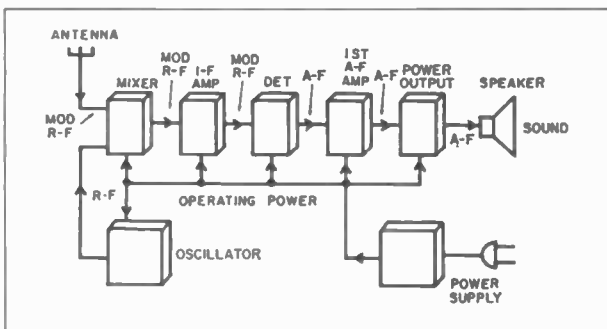 ANTENNA
MOD
R-F
MIXER
MOD
R-F
I-F
AMP
MOD
R-F
DET
A-F
1ST
A-F
AMP
A-F
POWER
OUTPUT
SPEAKER
SOUND
A-F
R-F
OPERATING POWER
OSCILLATOR
POWER
SUPPLY